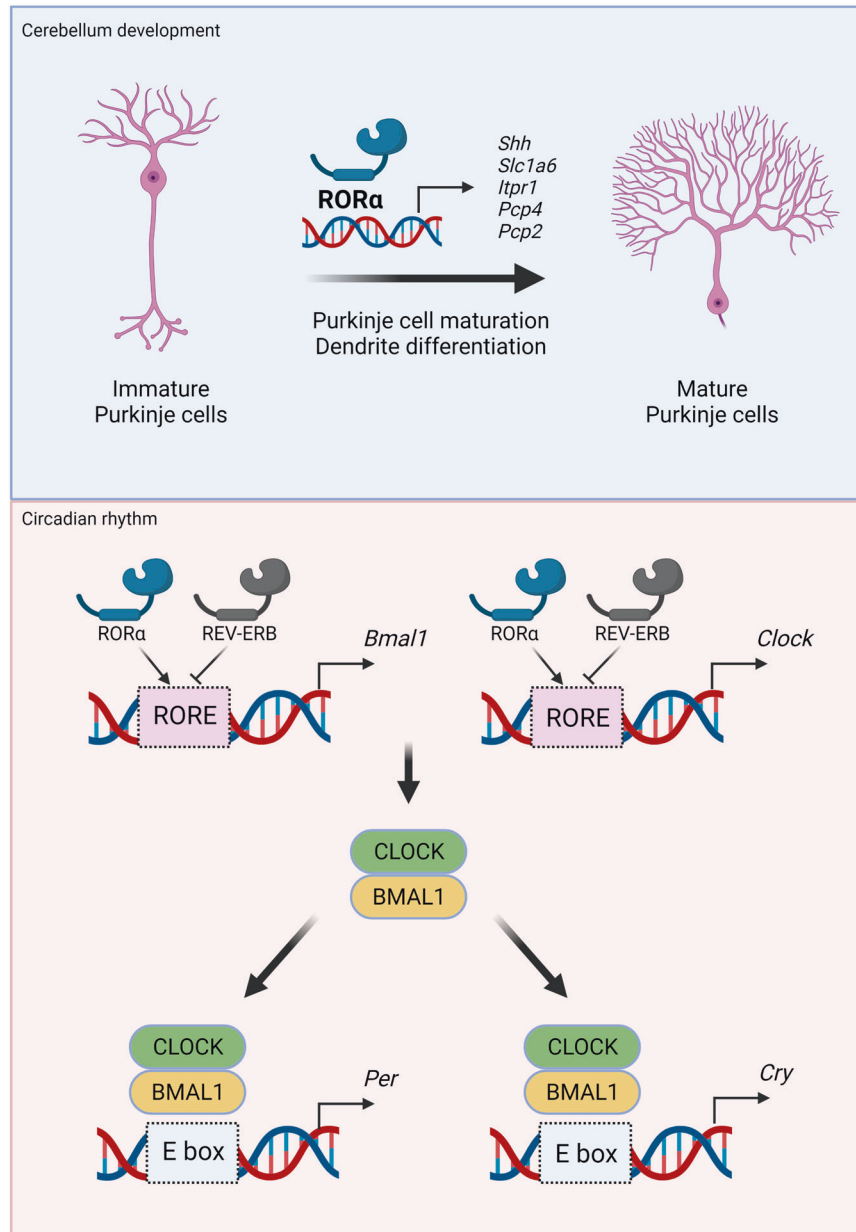 Cerebellum development
RORα
Shh
Slc1a6
Itpr1
Pcp4
Pcp2
Purkinje cell maturation
Dendrite differentiation
Immature
Purkinje cells
Mature
Purkinje cells
Circadian rhythm
RORα
REV-ERB
Bmal1
RORE
RORα
REV-ERB
Clock
RORE
CLOCK
BMAL1
CLOCK
BMAL1
Per
E box
CLOCK
BMAL1
Cry
E box